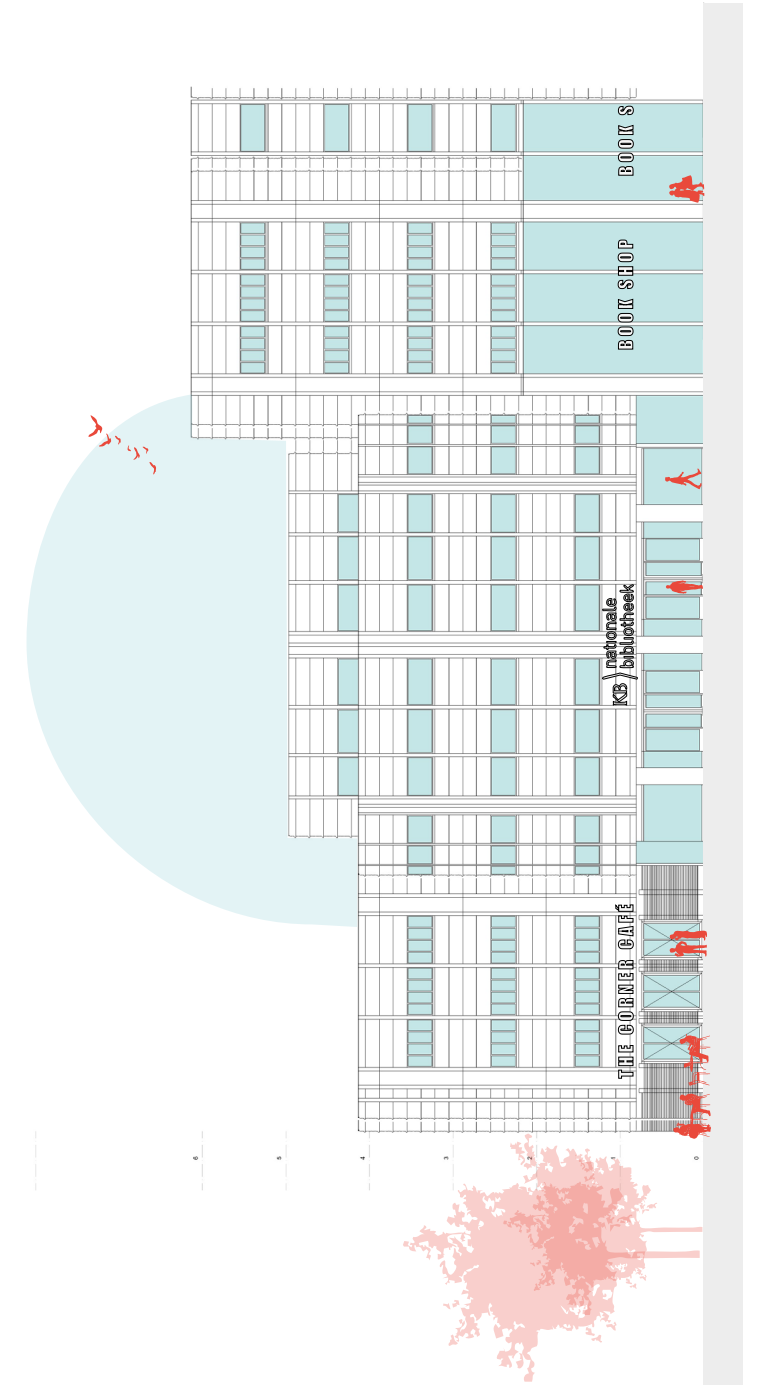 THE CORNER CAFÉ
KB
nationale
bibliotheek
BOOK SHOP
BOOK S
6
5
4
3
2
1
0